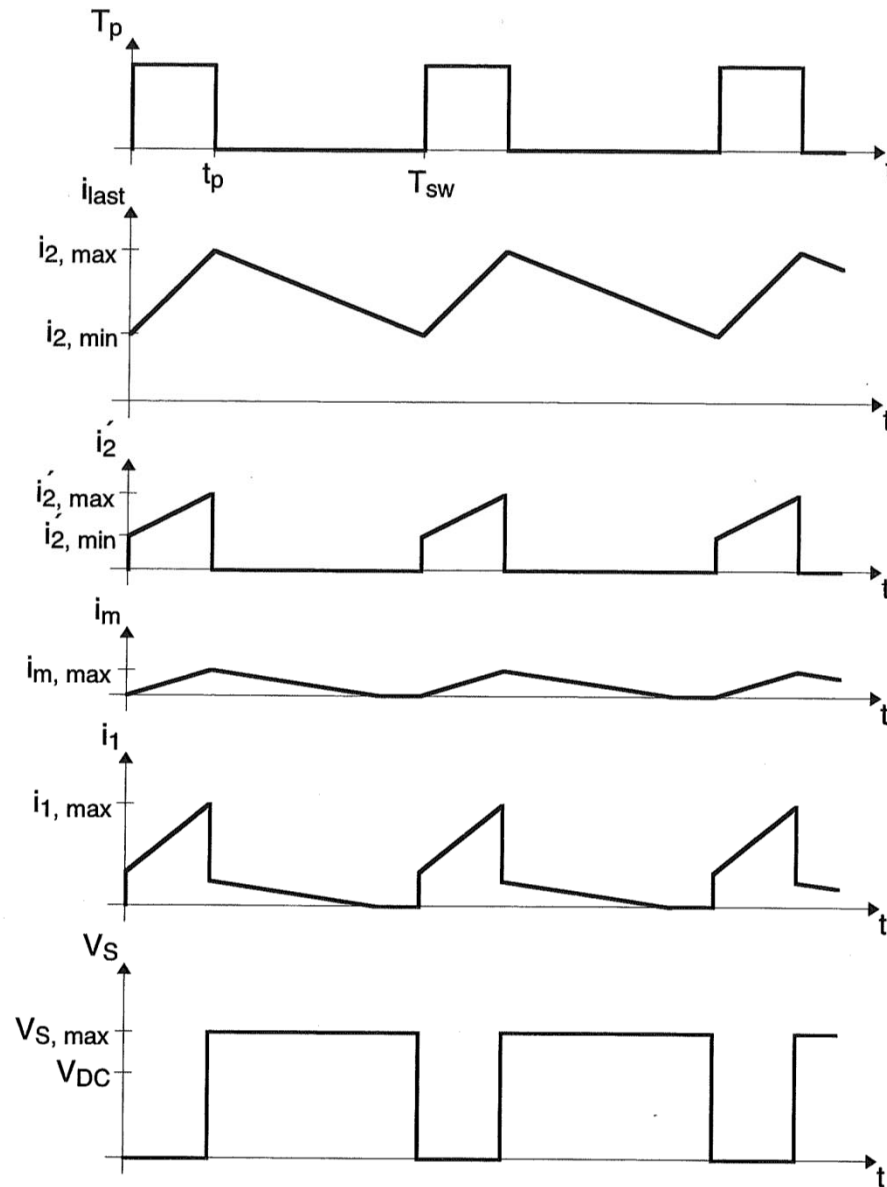 Tp
t
tp
Tsw
ilast
i2, max
i2, min
t
i′2
i′2, max
i′2, min
t
im
im, max
t
i1
i1, max
t
VS
VS, max
VDC
t